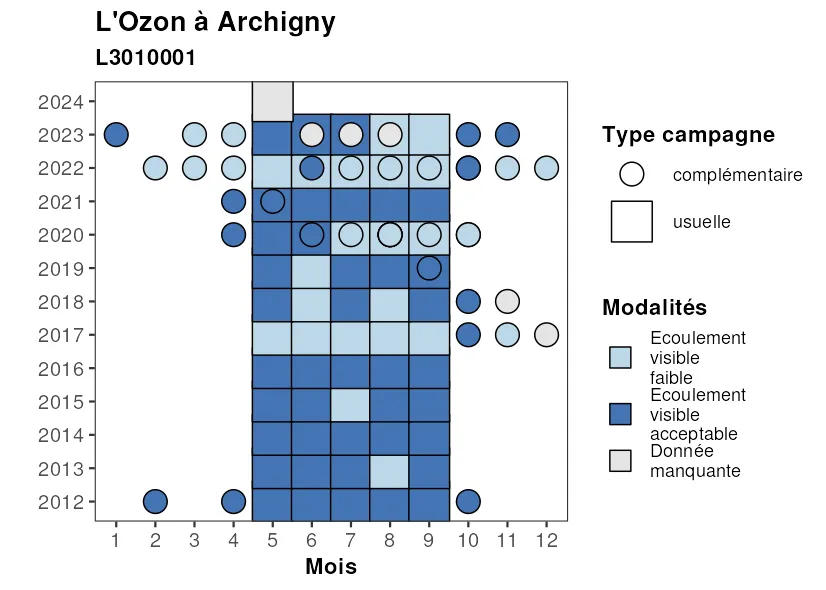 L'Ozon à Archigny
L3010001
2024
2023
2022
2021
2020
2019
2018
2017
2016
2015
2014
2013
2012
1 2 3 4 5 6 7 8 9 10 11 12
Mois
Type campagne
complémentaire
usuelle
Modalités
Ecoulement
visible
faible
Ecoulement
visible
acceptable
Donnée
manquante